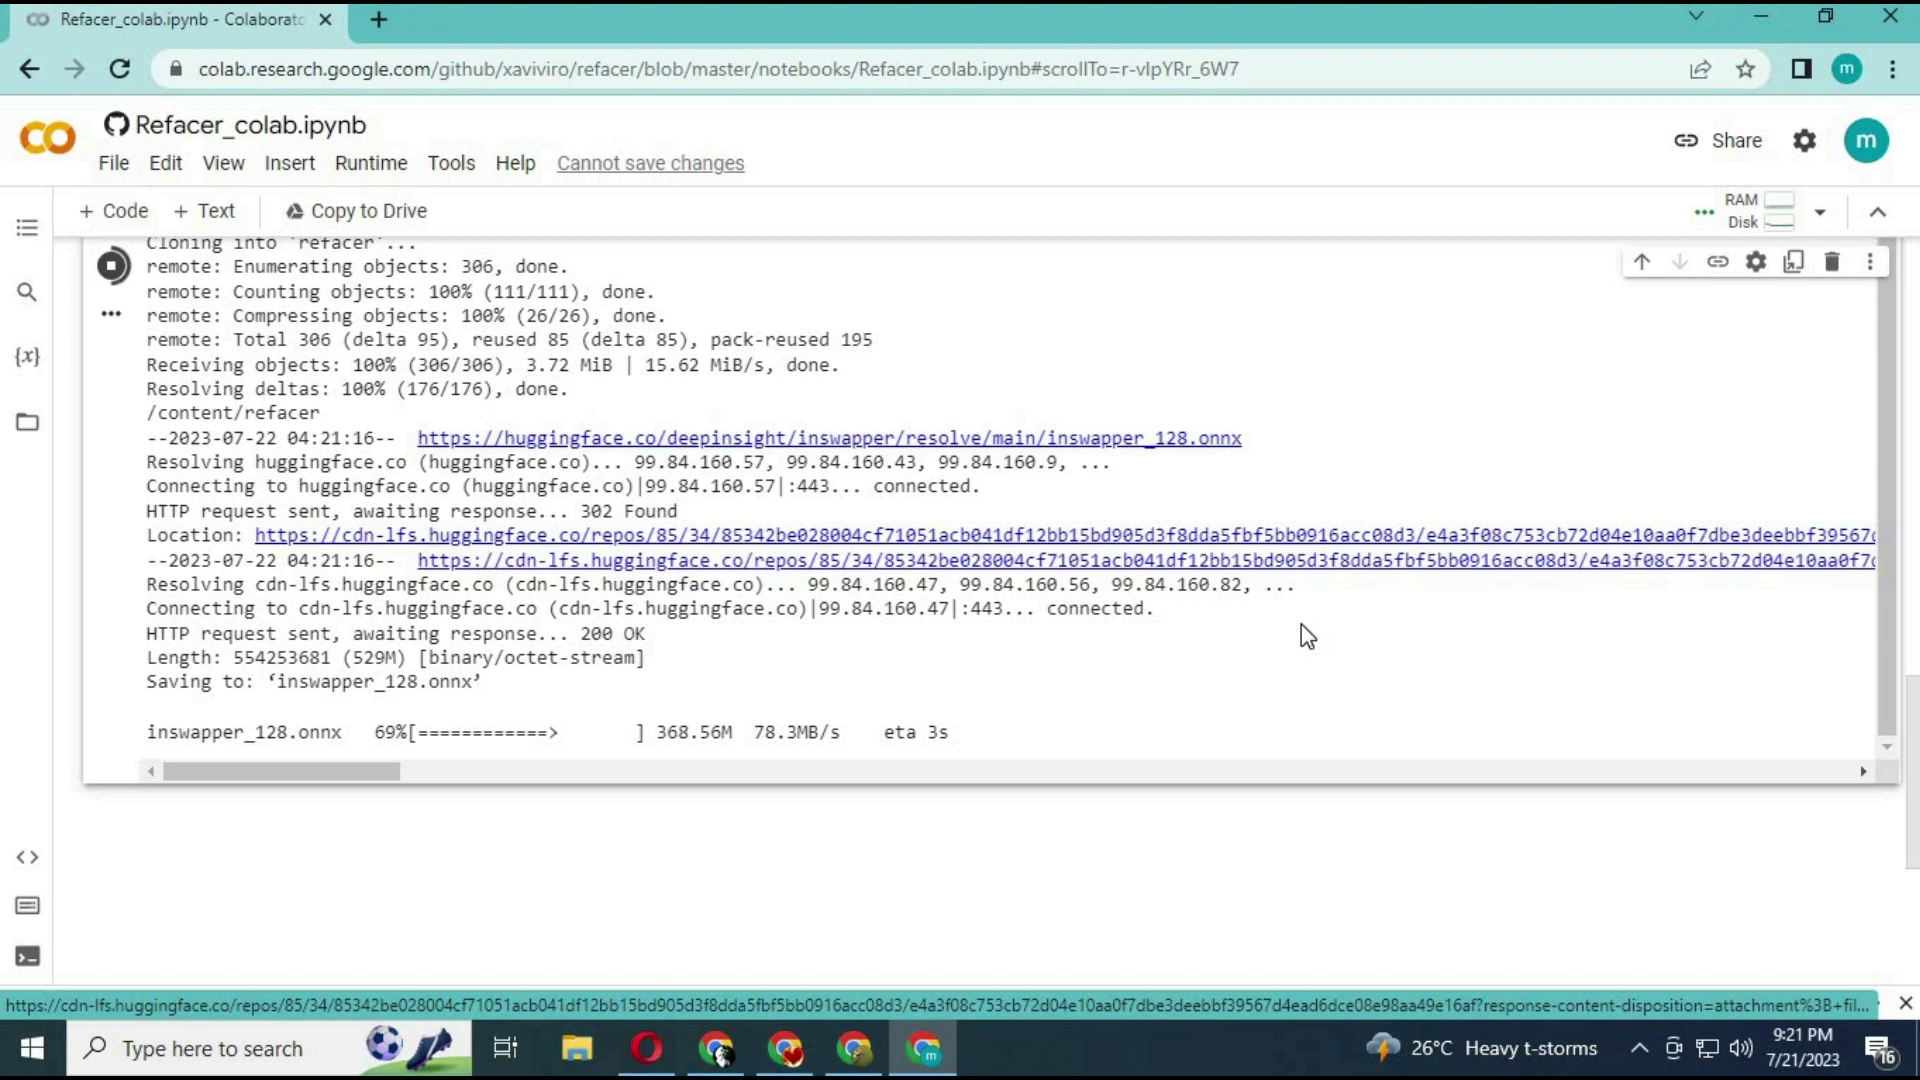 Refacer_colab.ipynb - Colaborato
colab.research.google.com/github/xaviviro/refacer/blob/master/notebooks/Refacer_colab.ipynb#scrollTo=r-vIpYRr_6W7
m
Refacer_colab.ipynb
Share
m
File Edit View Insert Runtime Tools Help Cannot save changes
+ Code + Text Copy to Drive
RAM
Disk
Cloning into 'refacer'...
remote: Enumerating objects: 306, done.
remote: Counting objects: 100% (111/111), done.
remote: Compressing objects: 100% (26/26), done.
remote: Total 306 (delta 95), reused 85 (delta 85), pack-reused 195
Receiving objects: 100% (306/306), 3.72 MiB | 15.62 MiB/s, done.
Resolving deltas: 100% (176/176), done.
/content/refacer
--2023-07-22 04:21:16-- https://huggingface.co/deepinsight/inswapper/resolve/main/inswapper_128.onnx
Resolving huggingface.co (huggingface.co)... 99.84.160.57, 99.84.160.43, 99.84.160.9, ...
Connecting to huggingface.co (huggingface.co)|99.84.160.57|:443... connected.
HTTP request sent, awaiting response... 302 Found
Location: https://cdn-lfs.huggingface.co/repos/85/34/85342be028004cf71051acb041df12bb15bd905d3f8dda5fbf5bb0916acc08d3/e4a3f08c753cb72d04e10aa0f7dbe3deebbf39567d
--2023-07-22 04:21:16-- https://cdn-lfs.huggingface.co/repos/85/34/85342be028004cf71051acb041df12bb15bd905d3f8dda5fbf5bb0916acc08d3/e4a3f08c753cb72d04e10aa0f7d
Resolving cdn-lfs.huggingface.co (cdn-lfs.huggingface.co)... 99.84.160.47, 99.84.160.56, 99.84.160.82, ...
Connecting to cdn-lfs.huggingface.co (cdn-lfs.huggingface.co)|99.84.160.47|:443... connected.
HTTP request sent, awaiting response... 200 OK
Length: 554253681 (529M) [binary/octet-stream]
Saving to: ‘inswapper_128.onnx’
inswapper_128.onnx 69%[============> ] 368.56M 78.3MB/s eta 3s
{x}
https://cdn-lfs.huggingface.co/repos/85/34/85342be028004cf71051acb041df12bb15bd905d3f8dda5fbf5bb0916acc08d3/e4a3f08c753cb72d04e10aa0f7dbe3deebbf39567d4ead6dce08e98aa49e16af?response-content-disposition=attachment%3B+fil...
Type here to search
m
26°C Heavy t-storms
9:21 PM
7/21/2023
16